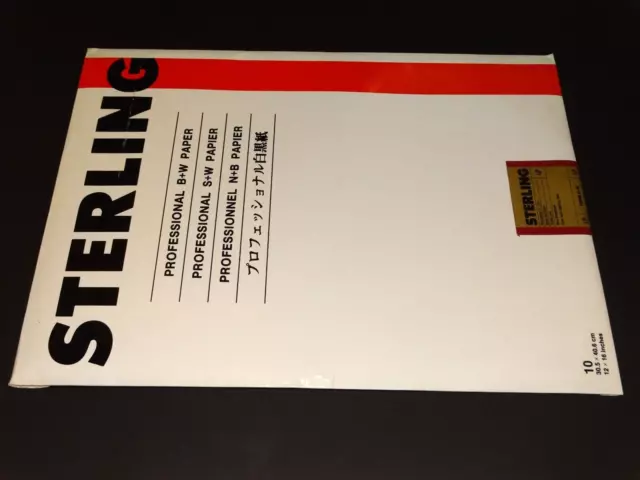 STERLING
PROFESSIONAL B+W PAPER
PROFESSIONAL S+W PAPIER
PROFESSIONNEL N+B PAPIER
プロフェッショナル白黒紙
STERLING
10
30.5 × 40.6 cm
12 × 16 inches